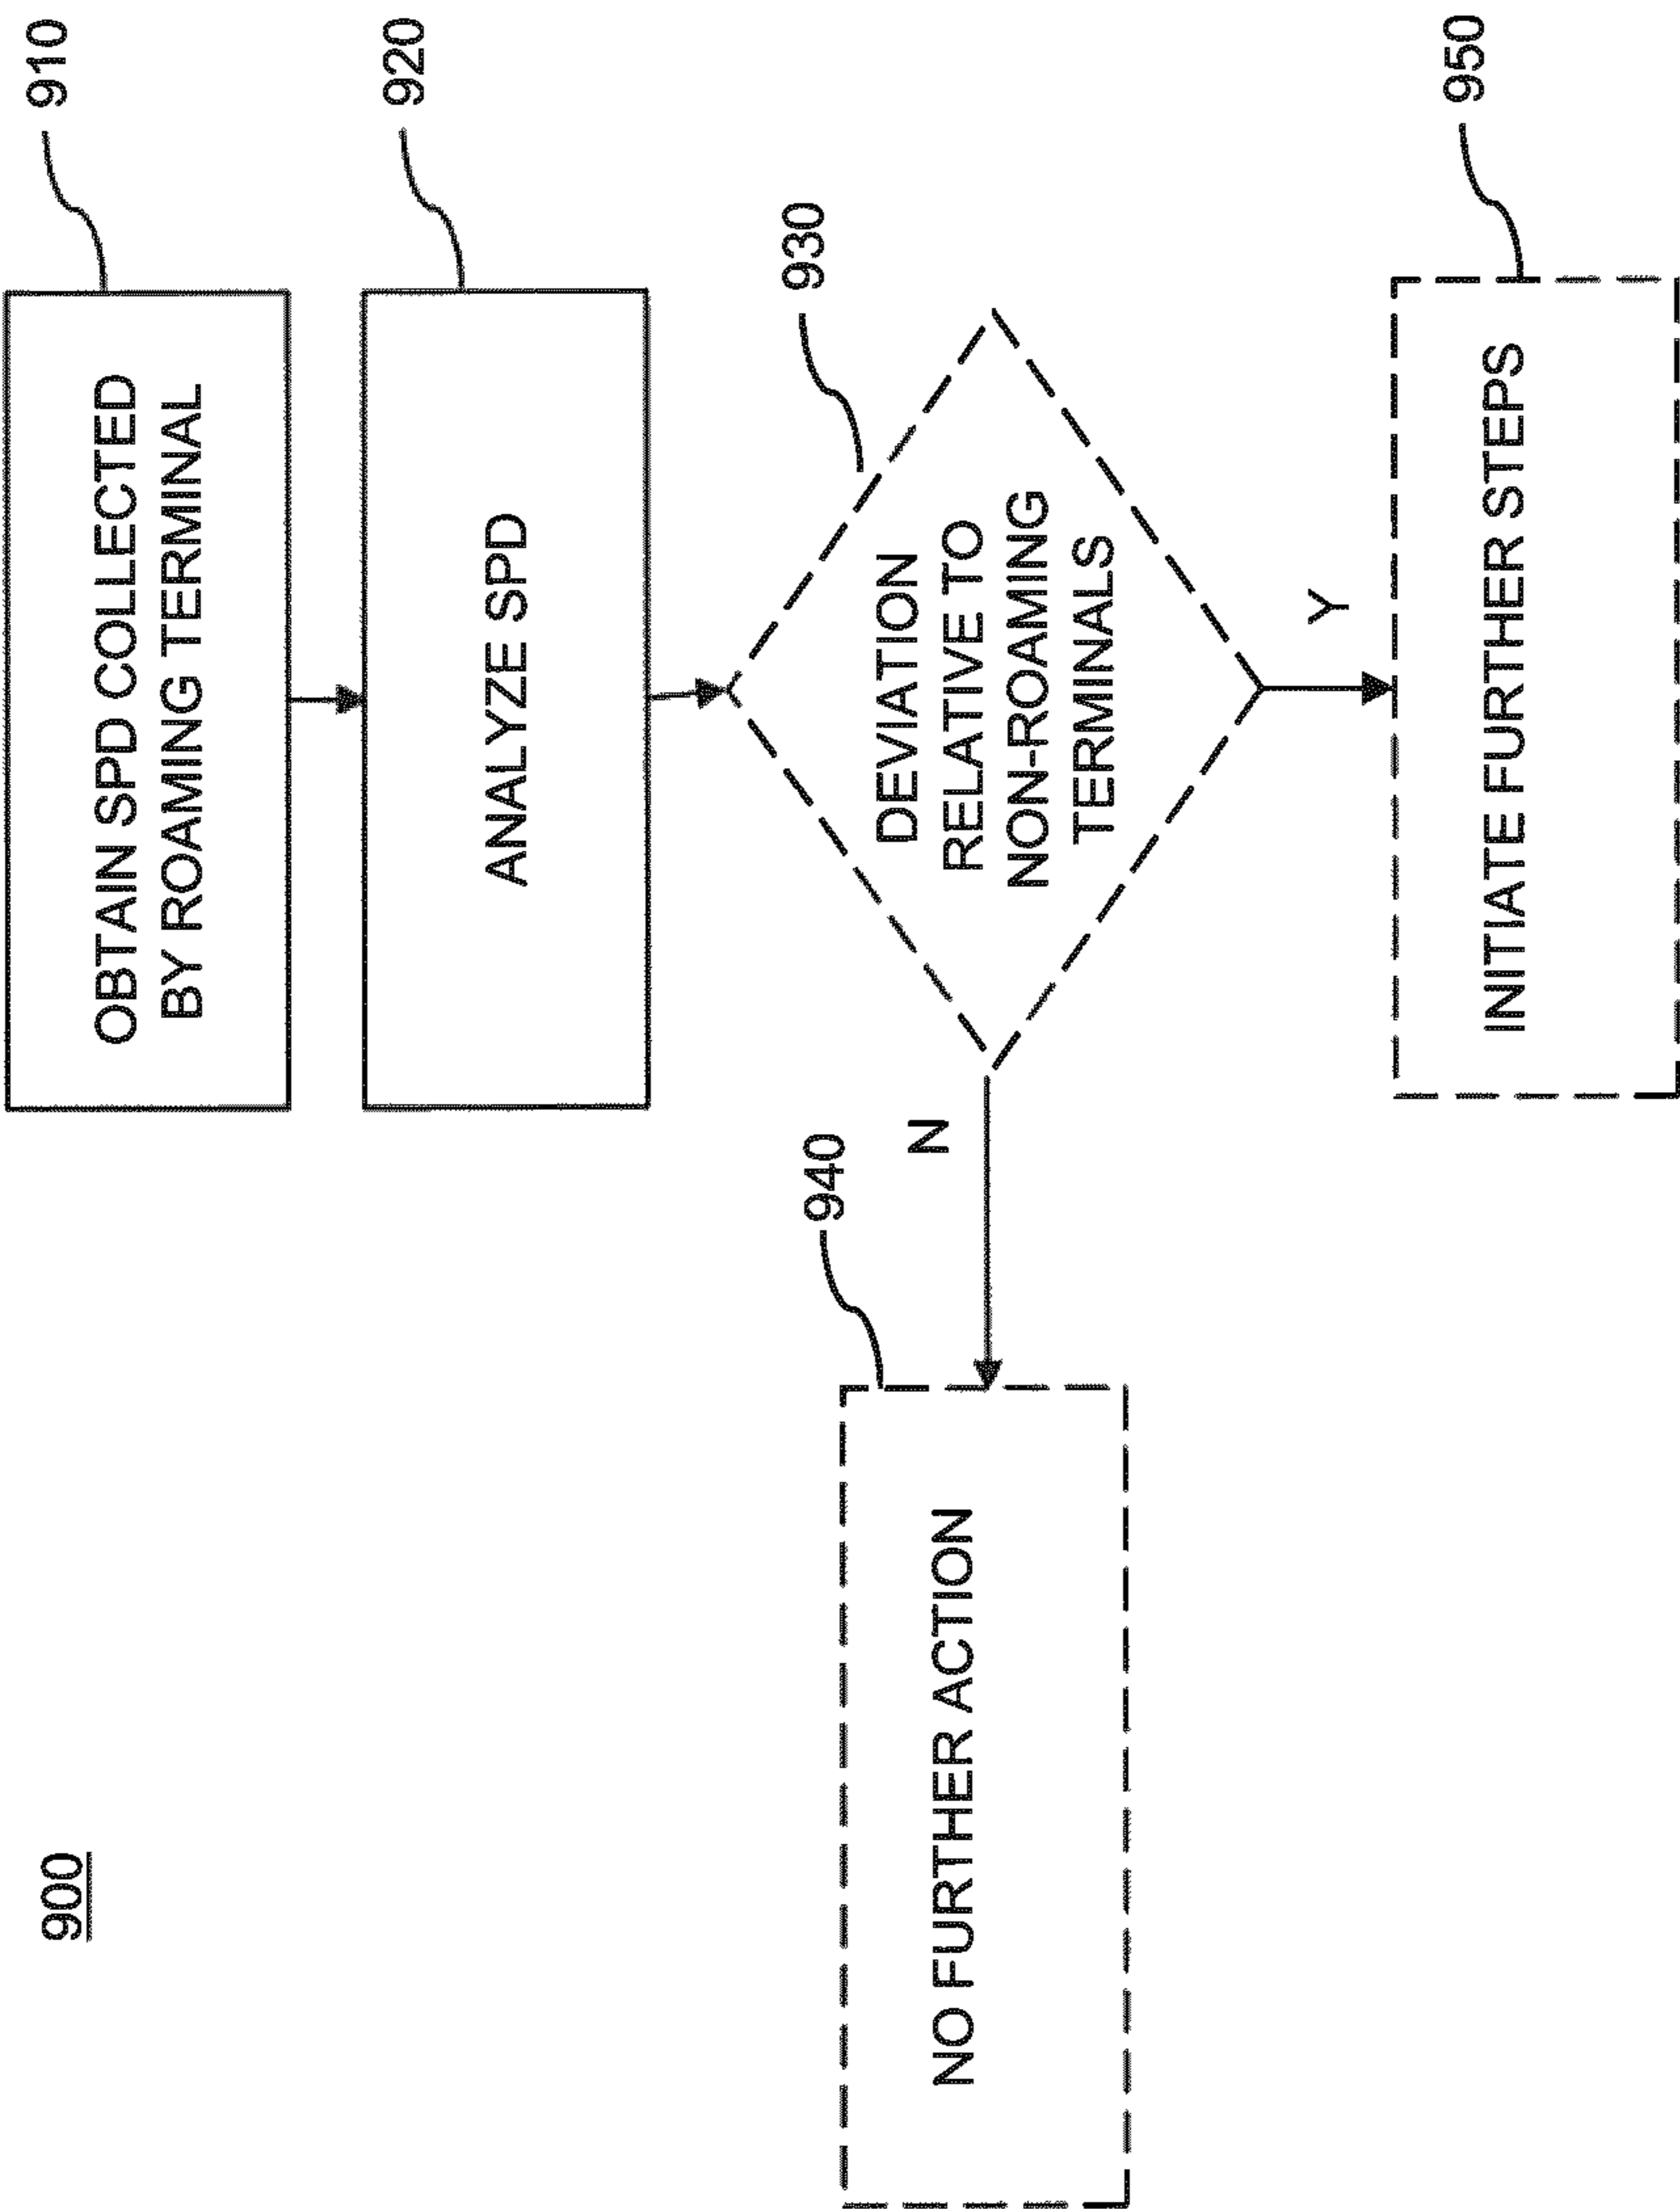 900
OBTAIN SPD COLLECTED
BY ROAMING TERMINAL
910
ANALYZE SPD
920
DEVIATION
RELATIVE TO
NON-ROAMING
TERMINALS
930
N
940
NO FURTHER ACTION
Y
INITIATE FURTHER STEPS
950